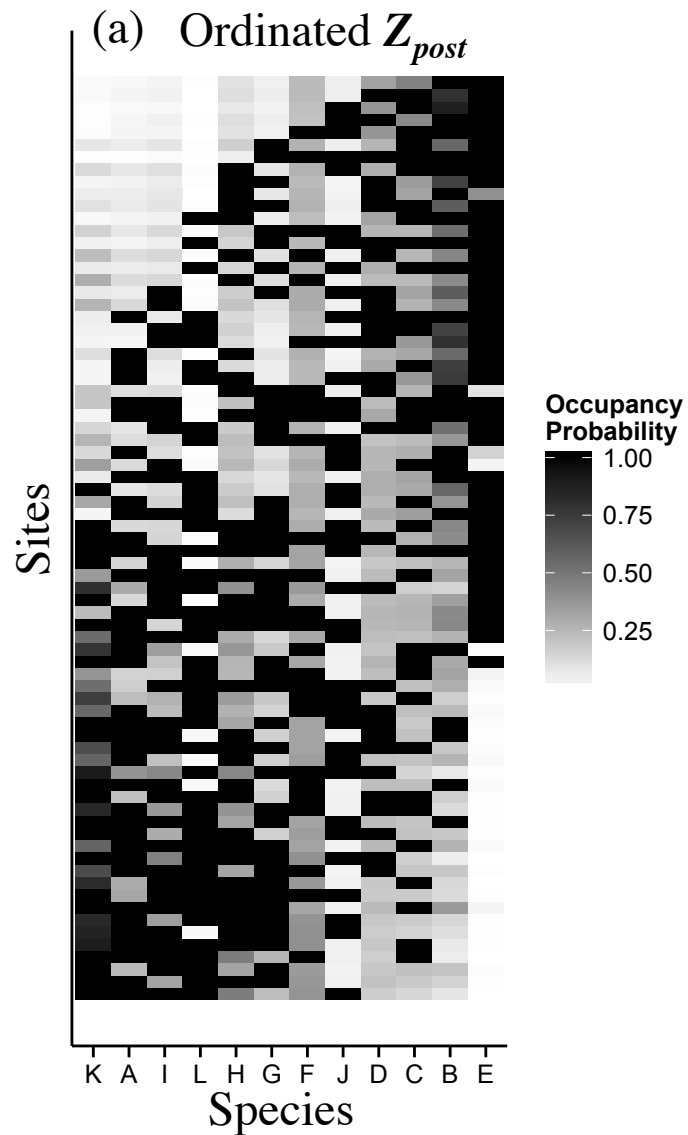 (a) Ordinated Z_post
Sites
Occupancy
Probability
1.00
0.75
0.50
0.25
K A I L H G F J D C B E
Species